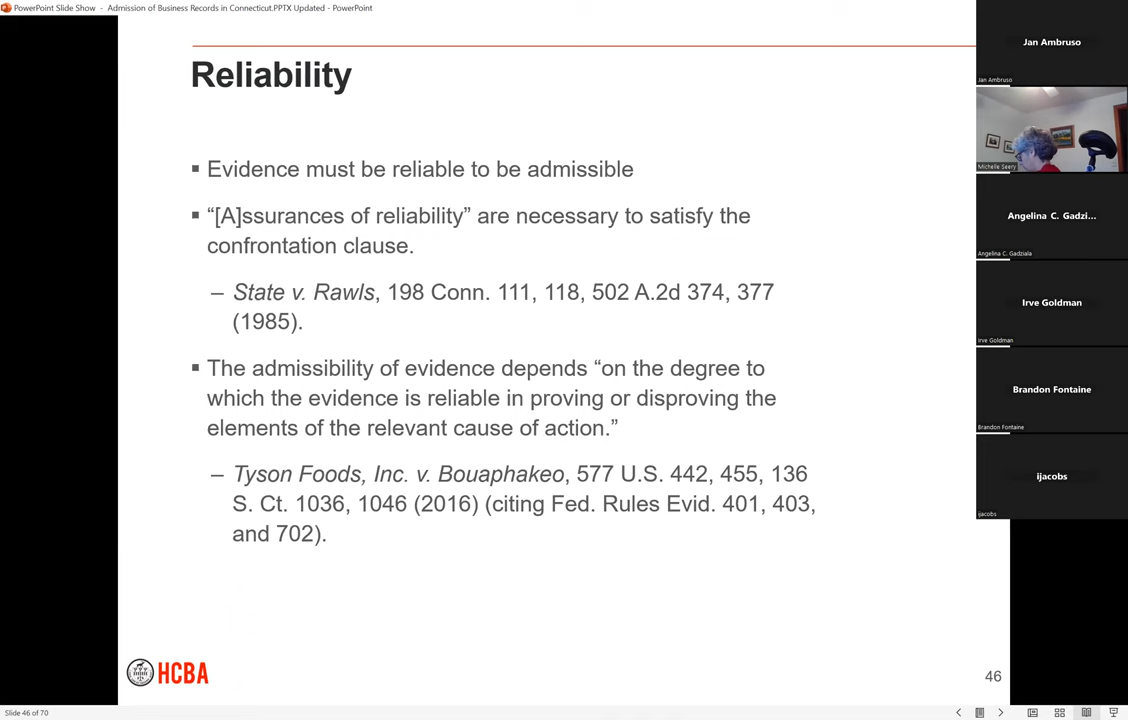 PowerPoint Slide Show - Admission of Business Records in Connecticut.PPTX Updated - PowerPoint
Reliability
▪ Evidence must be reliable to be admissible
▪ “[A]ssurances of reliability” are necessary to satisfy the
confrontation clause.
– State v. Rawls, 198 Conn. 111, 118, 502 A.2d 374, 377
(1985).
▪ The admissibility of evidence depends “on the degree to
which the evidence is reliable in proving or disproving the
elements of the relevant cause of action.”
– Tyson Foods, Inc. v. Bouaphakeo, 577 U.S. 442, 455, 136
S. Ct. 1036, 1046 (2016) (citing Fed. Rules Evid. 401, 403,
and 702).
HCBA
46
Slide 46 of 70
Jan Ambruso
Jan Ambruso
Michelle Seery
Angelina C. Gadzi...
Angelina C. Gadziala
Irve Goldman
Irve Goldman
Brandon Fontaine
Brandon Fontaine
ijacobs
ijacobs